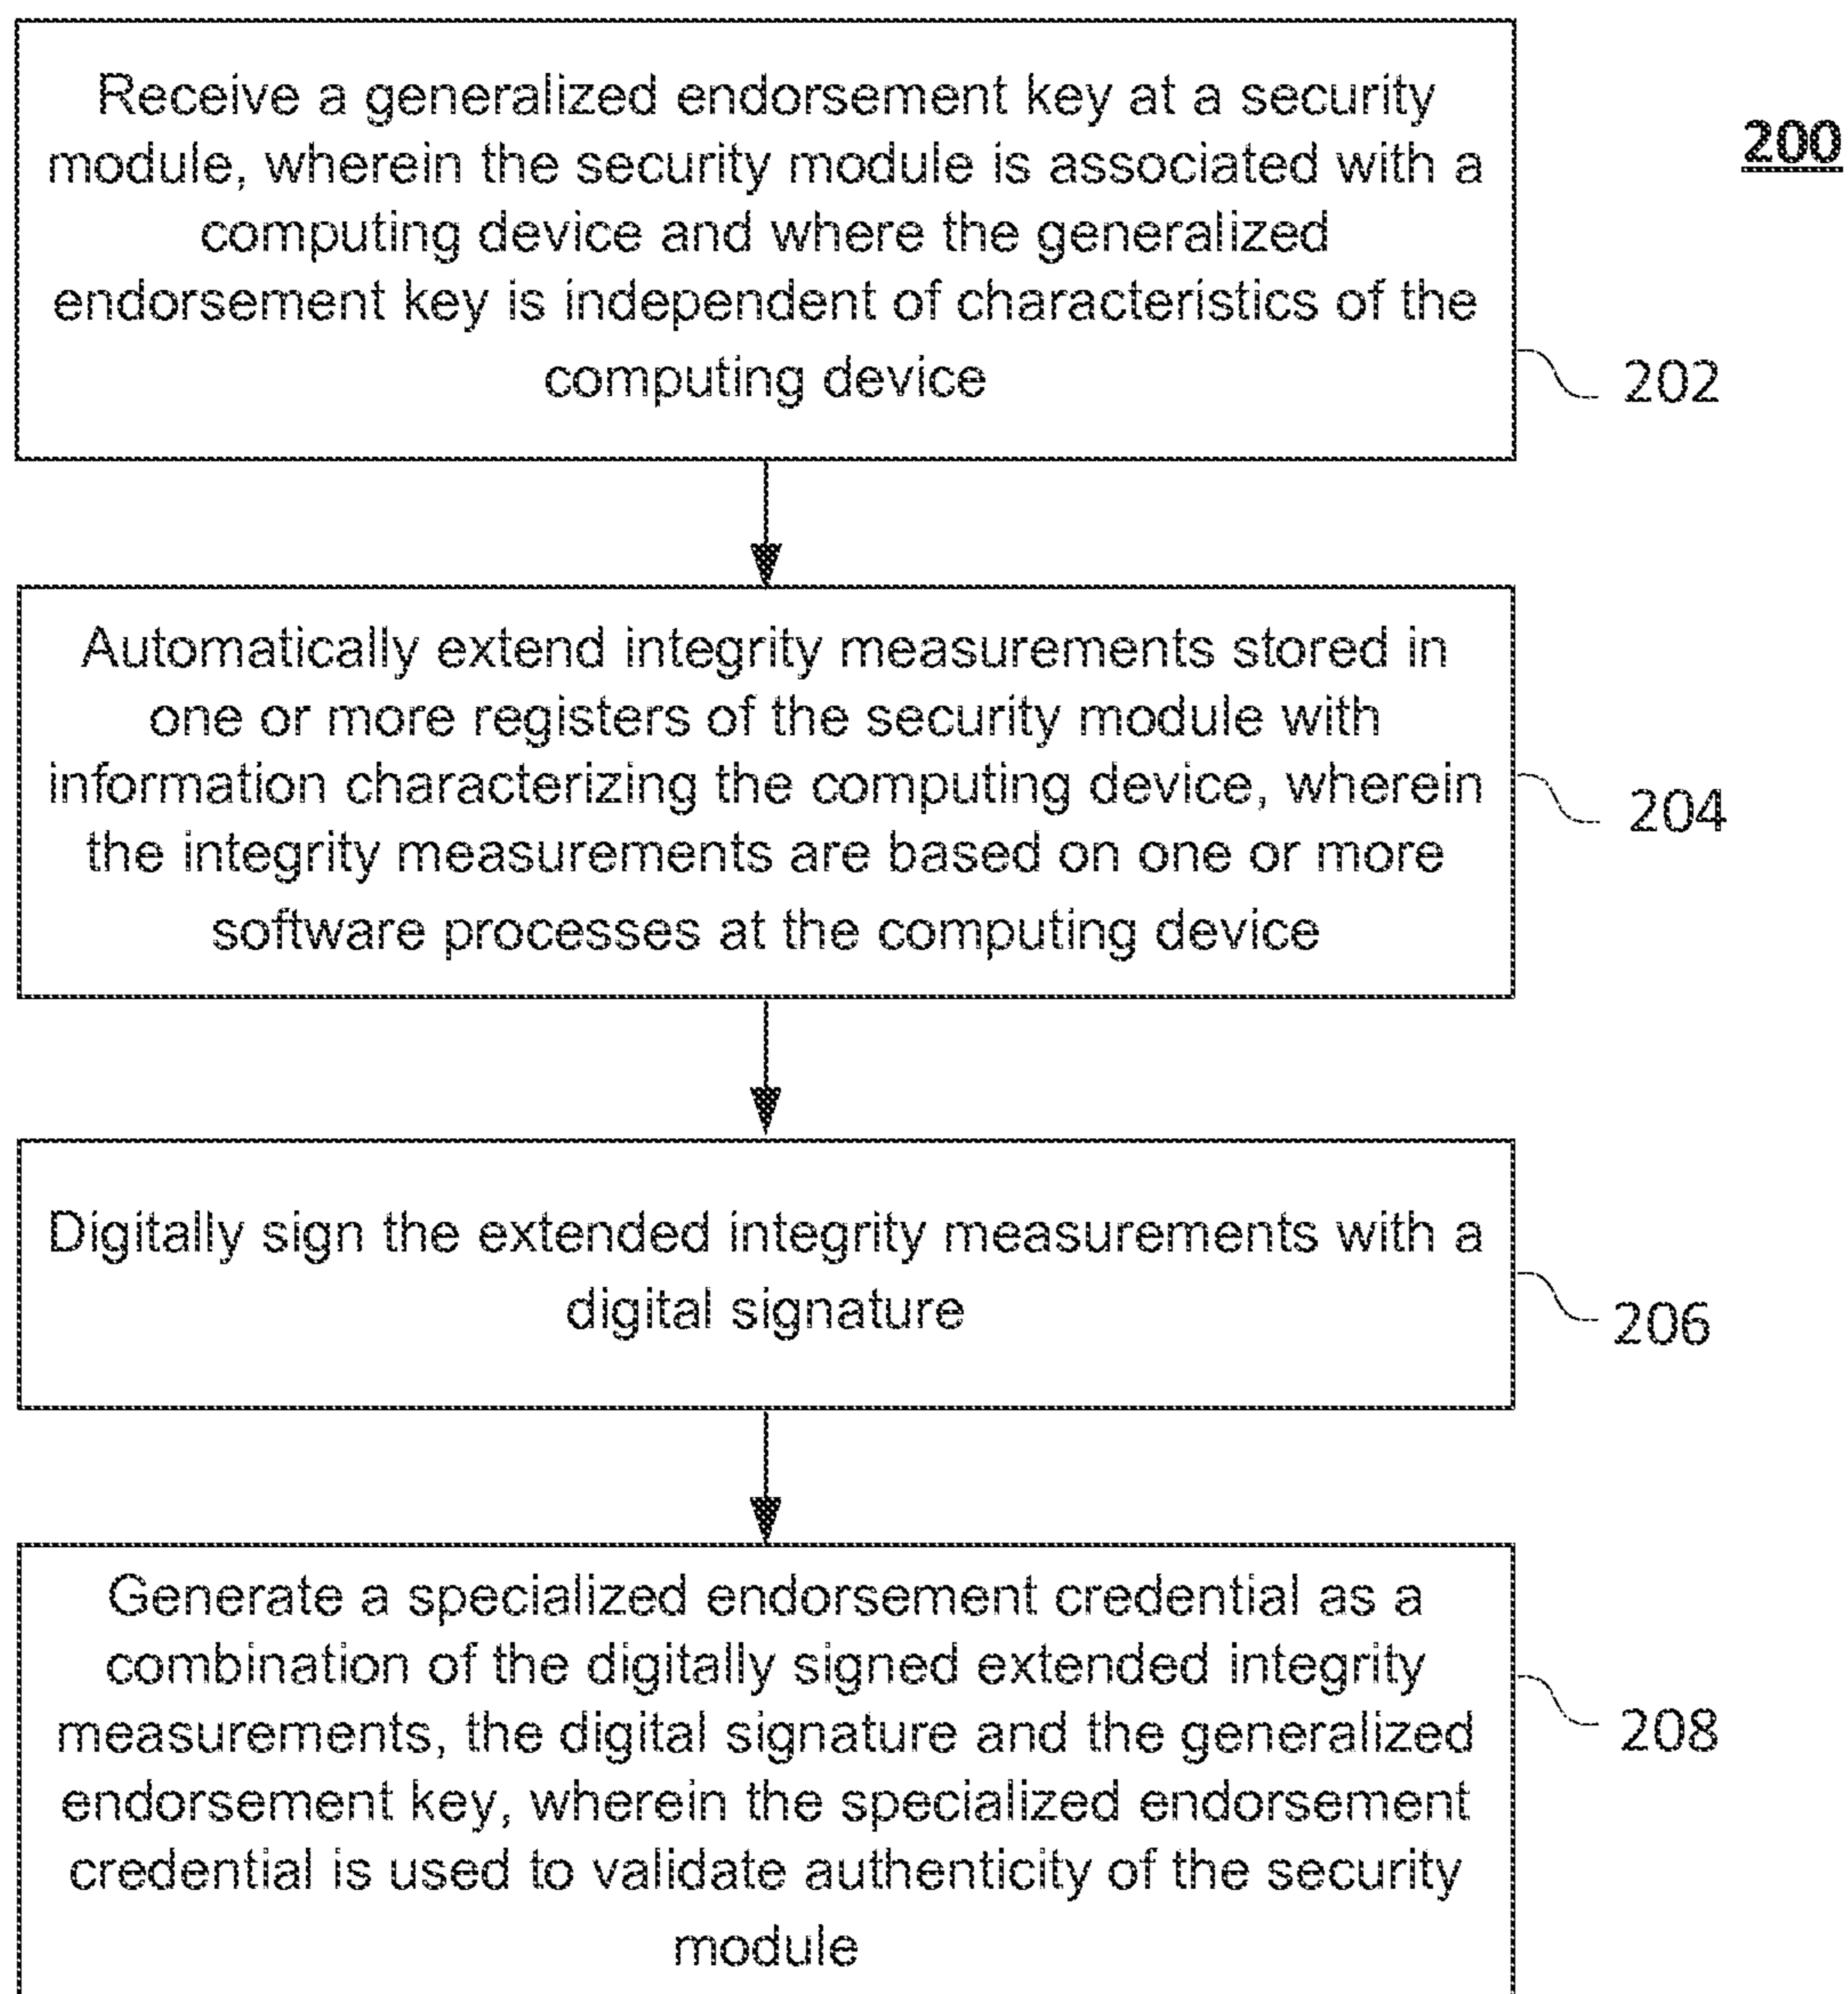 Receive a generalized endorsement key at a security
module, wherein the security module is associated with a
computing device and where the generalized
endorsement key is independent of characteristics of the
computing device
200
202
Automatically extend integrity measurements stored in
one or more registers of the security module with
information characterizing the computing device, wherein
the integrity measurements are based on one or more
software processes at the computing device
204
Digitally sign the extended integrity measurements with a
digital signature
206
Generate a specialized endorsement credential as a
combination of the digitally signed extended integrity
measurements, the digital signature and the generalized
endorsement key, wherein the specialized endorsement
credential is used to validate authenticity of the security
module
208